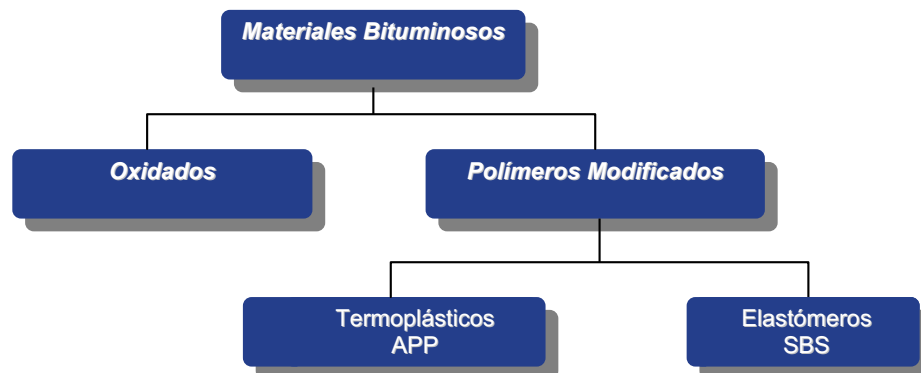 Materiales Bituminosos
Oxidados
Polímeros Modificados
Termoplásticos
APP
Elastómeros
SBS